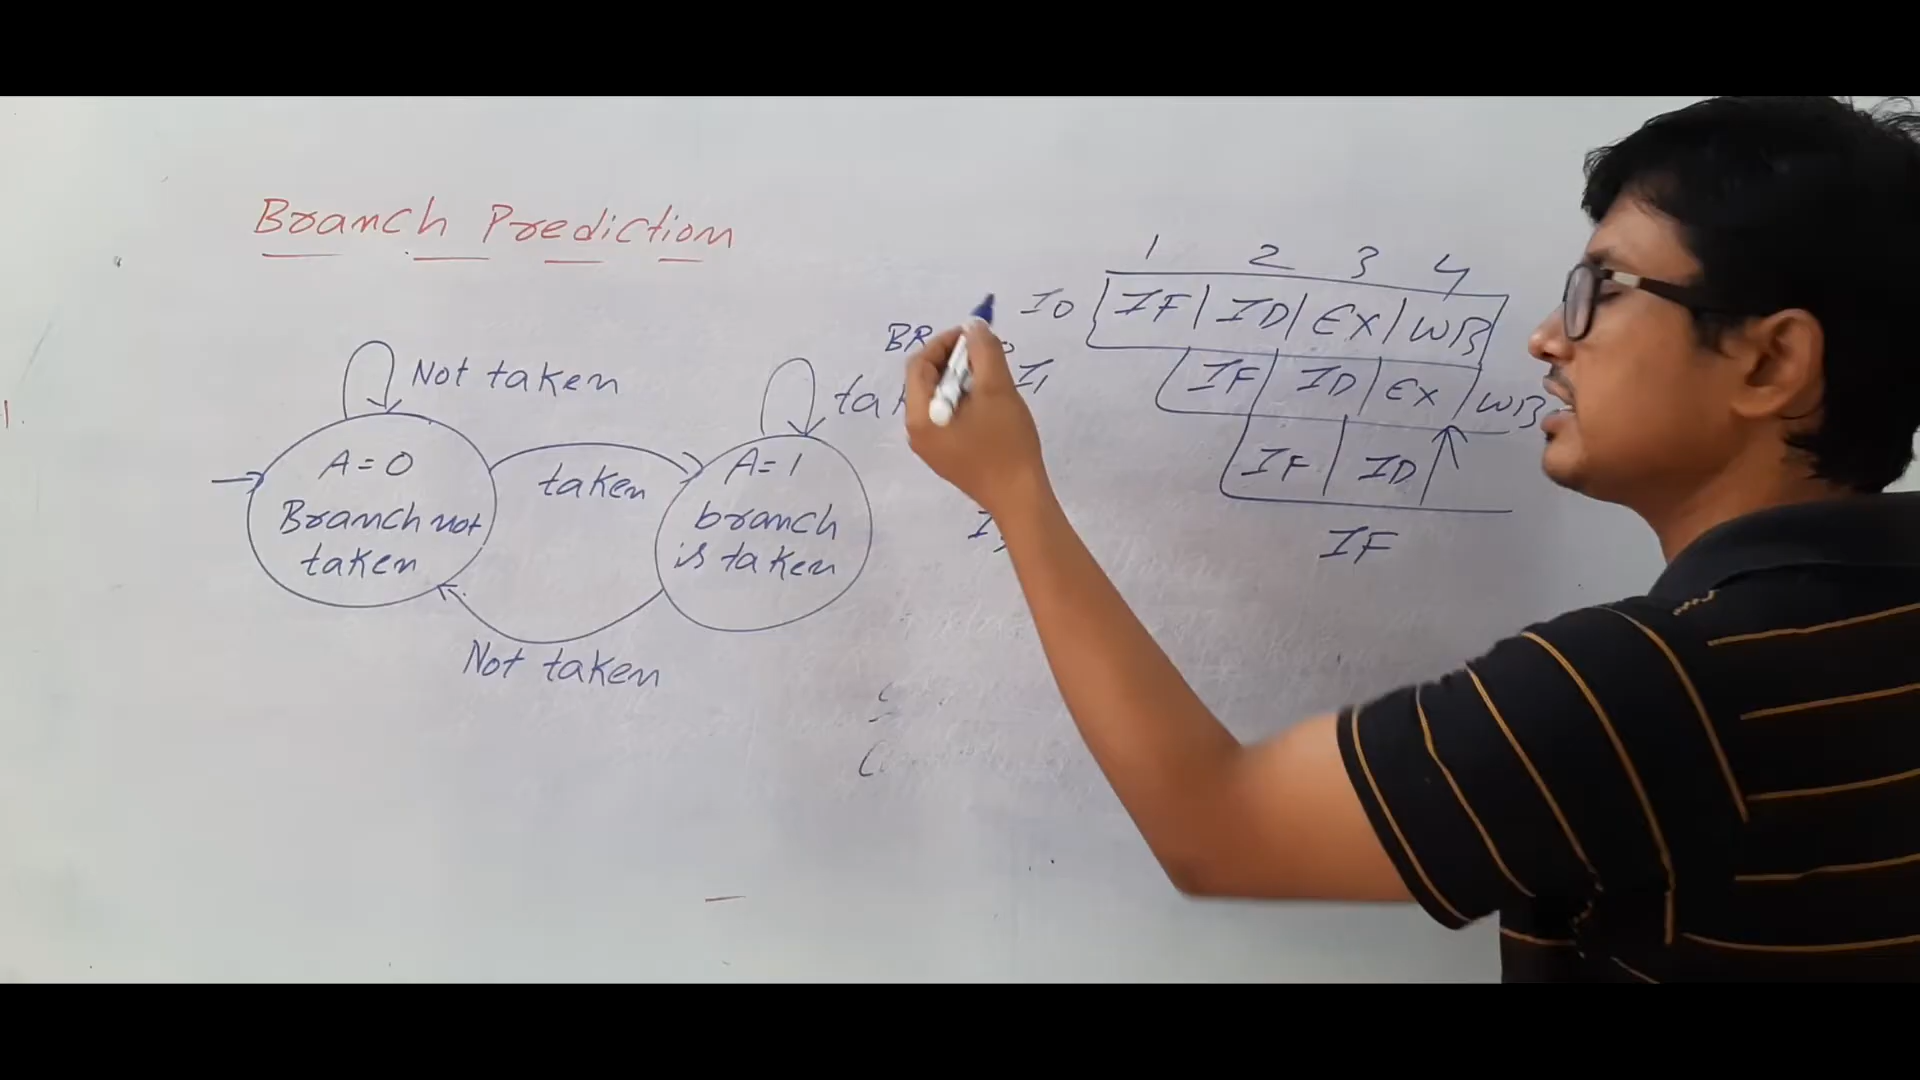 Branch Prediction
Not taken
A=0
Branch not
taken
taken
A=1
branch
is taken
Not taken
1 2 3 4
I0 IF ID EX WB
BR
I1 IF ID EX WB
IF ID
IF